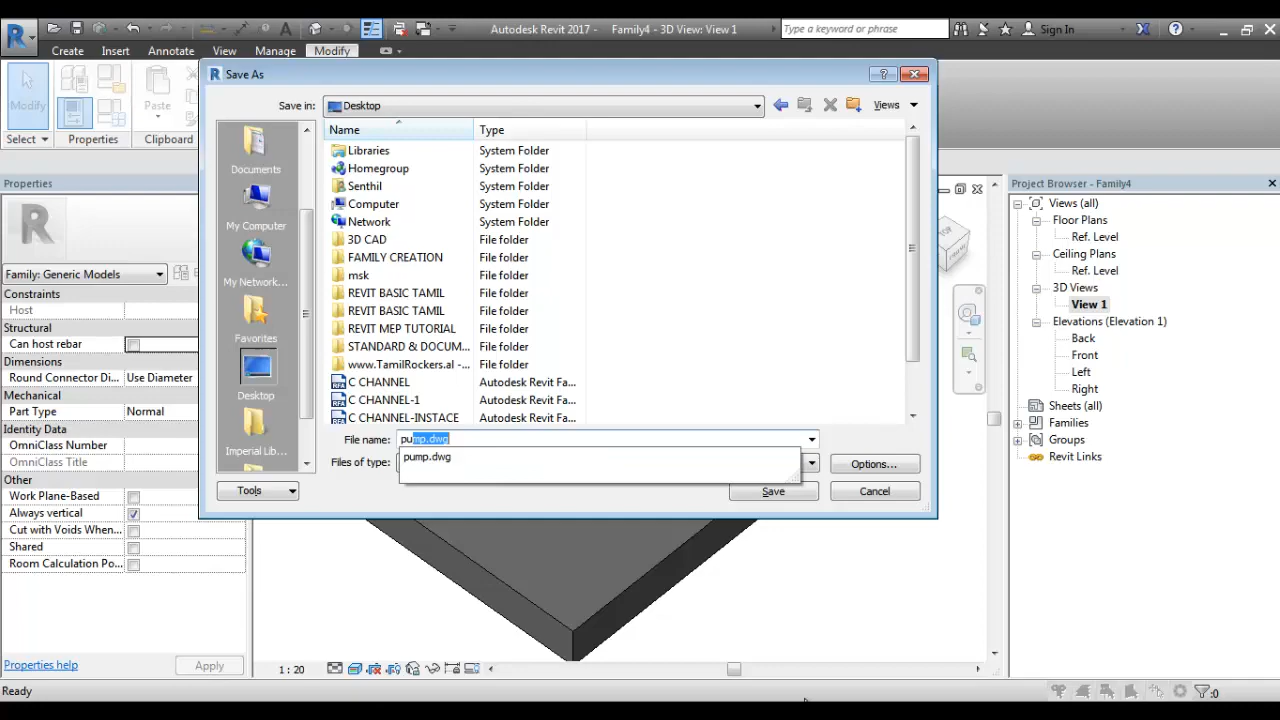 Autodesk Revit 2017 - Family4 - 3D View: View 1
Type a keyword or phrase
Sign In
Create Insert Annotate View Manage Modify
Modify
Paste
Select Properties Clipboard
Save As
Save in: Desktop
Views
Name Type
Libraries System Folder
Homegroup System Folder
Senthil System Folder
Computer System Folder
Network System Folder
3D CAD File folder
FAMILY CREATION File folder
msk File folder
REVIT BASIC TAMIL File folder
REVIT BASIC TAMIL File folder
REVIT MEP TUTORIAL File folder
STANDARD & DOCUM... File folder
www.TamilRockers.al -... File folder
C CHANNEL Autodesk Revit Fa...
C CHANNEL-1 Autodesk Revit Fa...
C CHANNEL-INSTACE Autodesk Revit Fa...
Documents
My Computer
My Network...
Favorites
Desktop
Imperial Lib...
File name: pump.dwg
pump.dwg
Files of type:
Options...
Tools
Save
Cancel
Properties
Family: Generic Models
Constraints
Host
Structural
Can host rebar
Dimensions
Round Connector Di... Use Diameter
Mechanical
Part Type Normal
Identity Data
OmniClass Number
OmniClass Title
Other
Work Plane-Based
Always vertical
Cut with Voids When...
Shared
Room Calculation Po...
Properties help
Apply
1 : 20
Ready
:0
Project Browser - Family4
Views (all)
Floor Plans
Ref. Level
Ceiling Plans
Ref. Level
3D Views
View 1
Elevations (Elevation 1)
Back
Front
Left
Right
Sheets (all)
Families
Groups
Revit Links